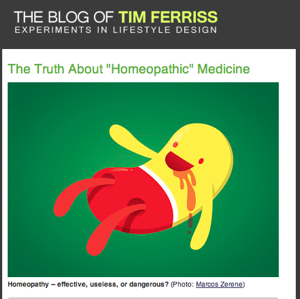 THE BLOG OF TIM FERRISS
EXPERIMENTS IN LIFESTYLE DESIGN
The Truth About "Homeopathic" Medicine
Homeopathy – effective, useless, or dangerous? (Photo: Marcos Zerene)